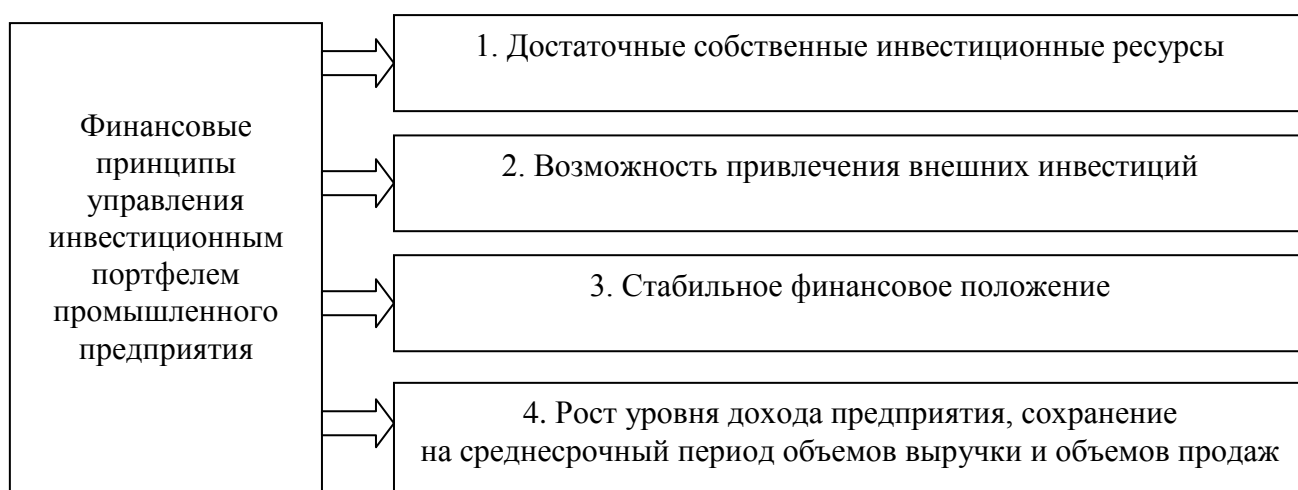 Финансовые
принципы
управления
инвестиционным
портфелем
промышленного
предприятия
1. Достаточные собственные инвестиционные ресурсы
2. Возможность привлечения внешних инвестиций
3. Стабильное финансовое положение
4. Рост уровня дохода предприятия, сохранение
на среднесрочный период объемов выручки и объемов продаж